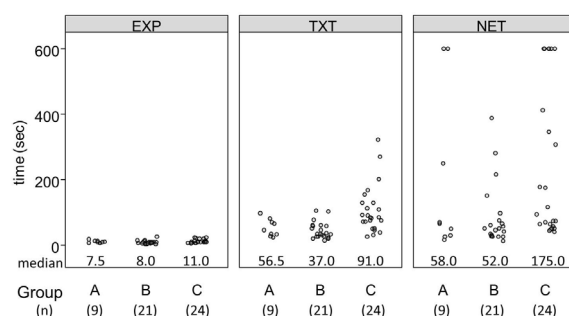 EXP TXT NET
600
400
200
0
time (sec)
median 7.5 8.0 11.0 56.5 37.0 91.0 58.0 52.0 175.0
Group A B C A B C A B C
(n) (9) (21) (24) (9) (21) (24) (9) (21) (24)